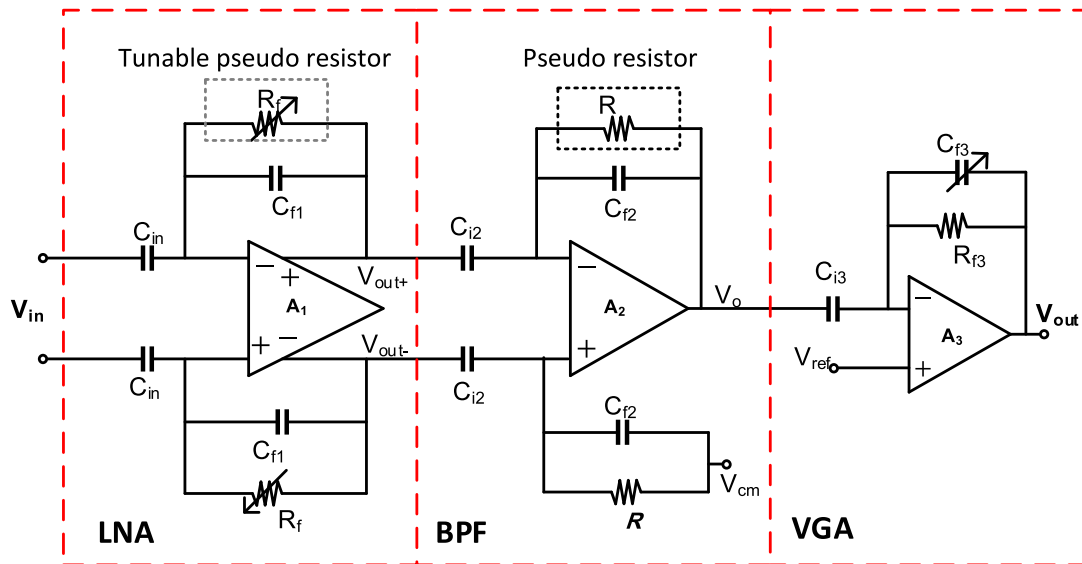 Tunable pseudo resistor
Pseudo resistor
Rf
R
Cf1
Cf2
Cf3
Rf3
Cin
Ci2
Ci3
Vin
− +
A1
+ −
Vout+
Vout-
−
A2
+
Vo
−
A3
+
Vout
Vref
Cin
Ci2
Cf1
Cf2
Rf
R
Vcm
LNA
BPF
VGA